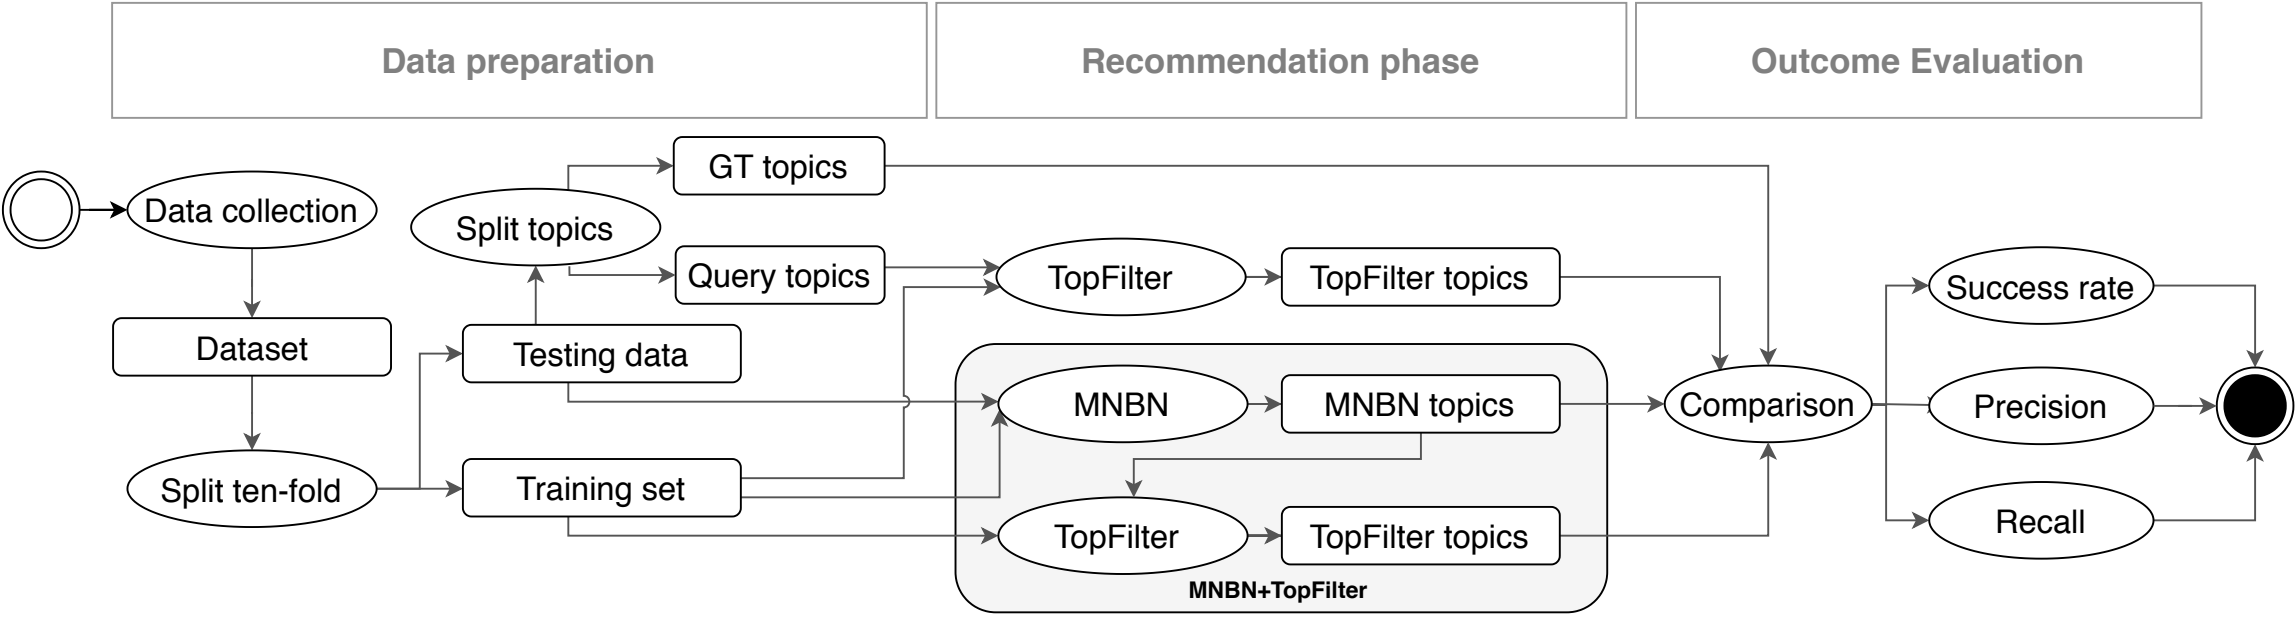 Data preparation
Recommendation phase
Outcome Evaluation
GT topics
Data collection
Split topics
Query topics
TopFilter
TopFilter topics
Success rate
Dataset
Testing data
MNBN
MNBN topics
Comparison
Precision
Split ten-fold
Training set
TopFilter
TopFilter topics
Recall
MNBN+TopFilter